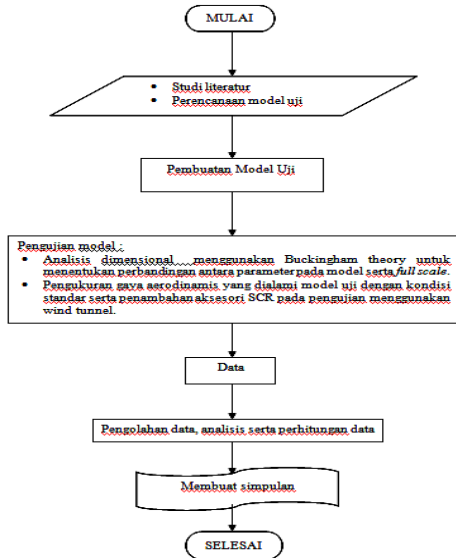 MULAI
• Studi literatur
• Perencanaan model uji
Pembuatan Model Uji
Pengujian model :
• Analisis dimensional menggunakan Buckingham theory untuk
menentukan perbandingan antara parameter pada model serta full scale.
• Pengukuran gaya aerodinamis yang dialami model uji dengan kondisi
standar serta penambahan aksesori SCR pada pengujian menggunakan
wind tunnel.
Data
Pengolahan data, analisis serta perhitungan data
Membuat simpulan
SELESAI